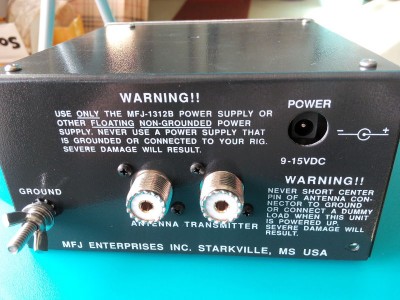 WARNING!!
USE ONLY THE MFJ-1312B POWER SUPPLY OR
OTHER FLOATING NON-GROUNDED POWER
SUPPLY. NEVER USE A POWER SUPPLY THAT
IS GROUNDED OR CONNECTED TO YOUR RIG.
SEVERE DAMAGE WILL RESULT.
POWER
- +
9-15VDC
WARNING!!
NEVER SHORT CENTER
PIN OF ANTENNA CON-
NECTOR TO GROUND
OR CONNECT A DUMMY
LOAD WHEN THIS UNIT
IS POWERED UP.
SEVERE DAMAGE WILL
RESULT.
GROUND
ANTENNA TRANSMITTER
MFJ ENTERPRISES INC. STARKVILLE, MS USA